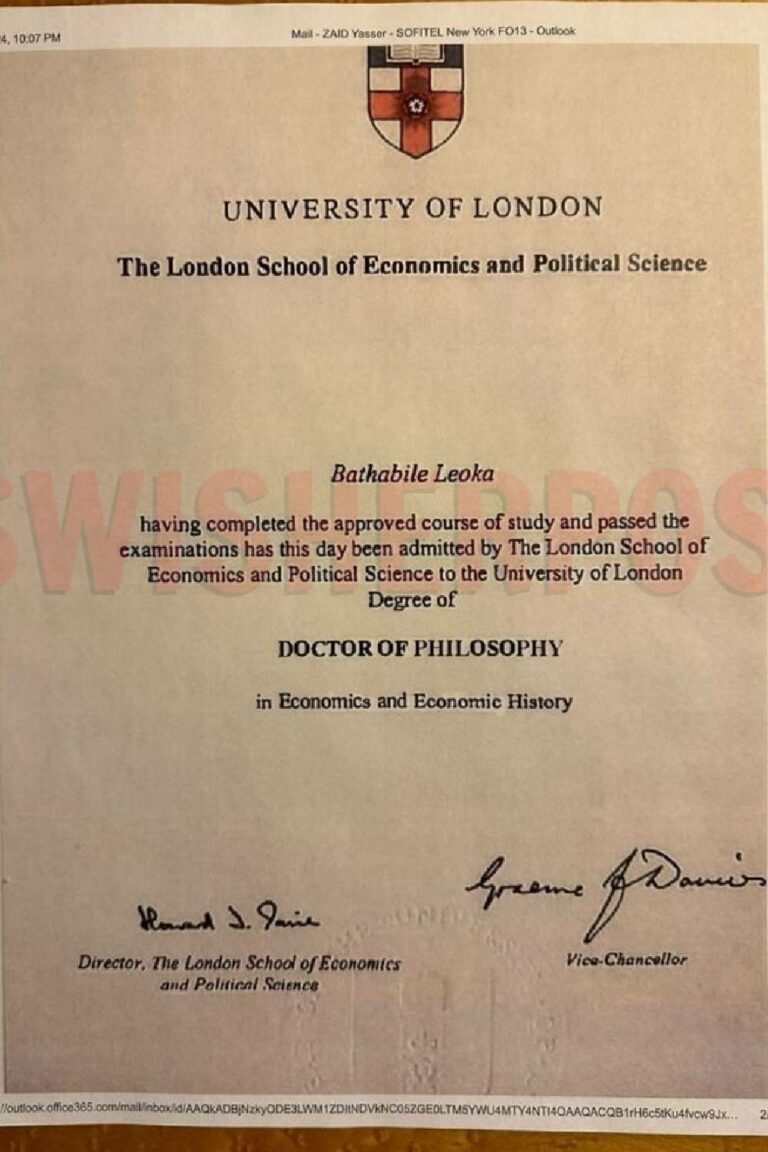 4, 10:07 PM
Mail - ZAID Yasser - SOFITEL New York FO13 - Outlook
UNIVERSITY OF LONDON
The London School of Economics and Political Science
Bathabile Leoka
SWISHERPOS
having completed the approved course of study and passed the
examinations has this day been admitted by The London School of
Economics and Political Science to the University of London
Degree of
DOCTOR OF PHILOSOPHY
in Economics and Economic History
Graeme J Davies
Howard
Director, The London School of Economics
and Political Science
Vice-Chancellor